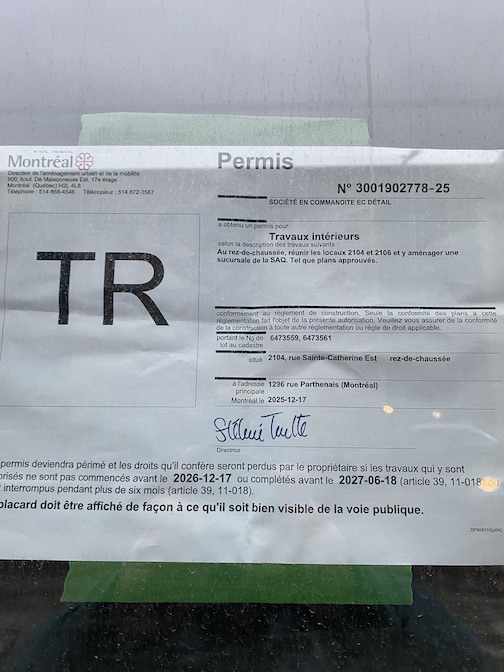 Montréal
Direction de l'aménagement urbain et de la mobilité
800, boul. De Maisonneuve Est, 17e étage
Montréal (Québec) H2L 4L8
Téléphone : 514 868-4546 Télécopieur : 514 872-3567
TR
Permis
Nº 3001902778-25
SOCIÉTÉ EN COMMANDITE EC DÉTAIL
a obtenu un permis pour:
Travaux intérieurs
selon la description des travaux suivants :
Au rez-de-chaussée, réunir les locaux 2104 et 2106 et y aménager une
sucursale de la SAQ. Tel que plans approuvés.
conformément au règlement de construction. Seule la conformité des plans à cette
réglementation fait l'objet de la présente autorisation. Veuillez vous assurer de la conformité
de la construction à toute autre réglementation ou règle de droit applicable.
portant le No de 6473559, 6473561
lot au cadastre
situé 2104, rue Sainte-Catherine Est rez-de-chaussée
à l'adresse 1296 rue Parthenais (Montréal)
principale
Montréal le 2025-12-17
Directrice
permis deviendra périmé et les droits qu'il confère seront perdus par le propriétaire si les travaux qui y sont
orisés ne sont pas commencés avant le 2026-12-17 ou complétés avant le 2027-06-18 (article 39, 11-018) ou
t interrompus pendant plus de six mois (article 39, 11-018).
placard doit être affiché de façon à ce qu'il soit bien visible de la voie publique.